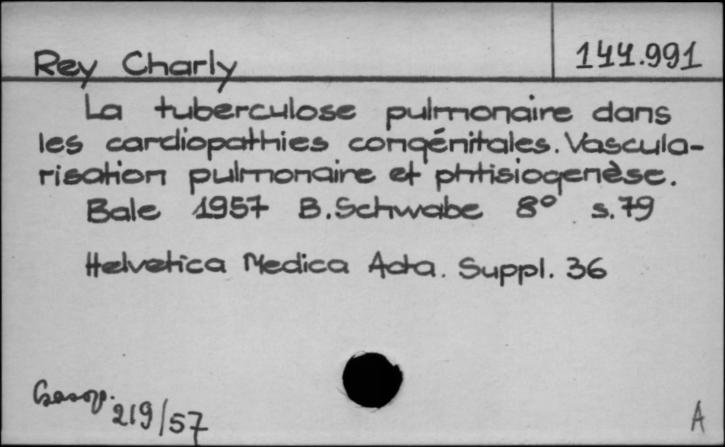 Rey Charly
144.991
La tuberculose pulmonaire dans
les cardiopathies congénitales. Vascula-
risation pulmonaire et phtisiogenèse.
Bale 1957 B. Schwabe 8° s. 79
Helvetica Medica Acta. Suppl. 36
Czasop. 219/57
A